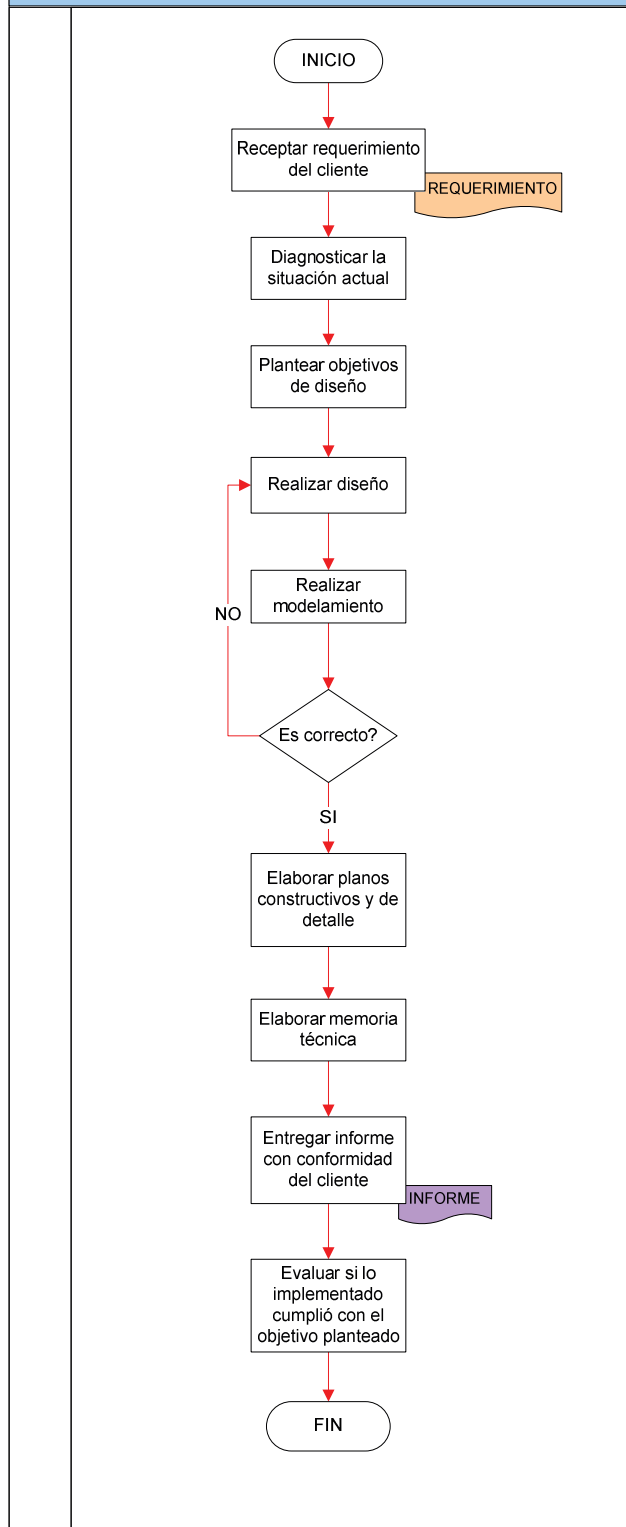 INICIO
Receptar requerimiento
del cliente
REQUERIMIENTO
Diagnosticar la
situación actual
Plantear objetivos
de diseño
Realizar diseño
Realizar
modelamiento
NO
Es correcto?
SI
Elaborar planos
constructivos y de
detalle
Elaborar memoria
técnica
Entregar informe
con conformidad
del cliente
INFORME
Evaluar si lo
implementado
cumplió con el
objetivo planteado
FIN